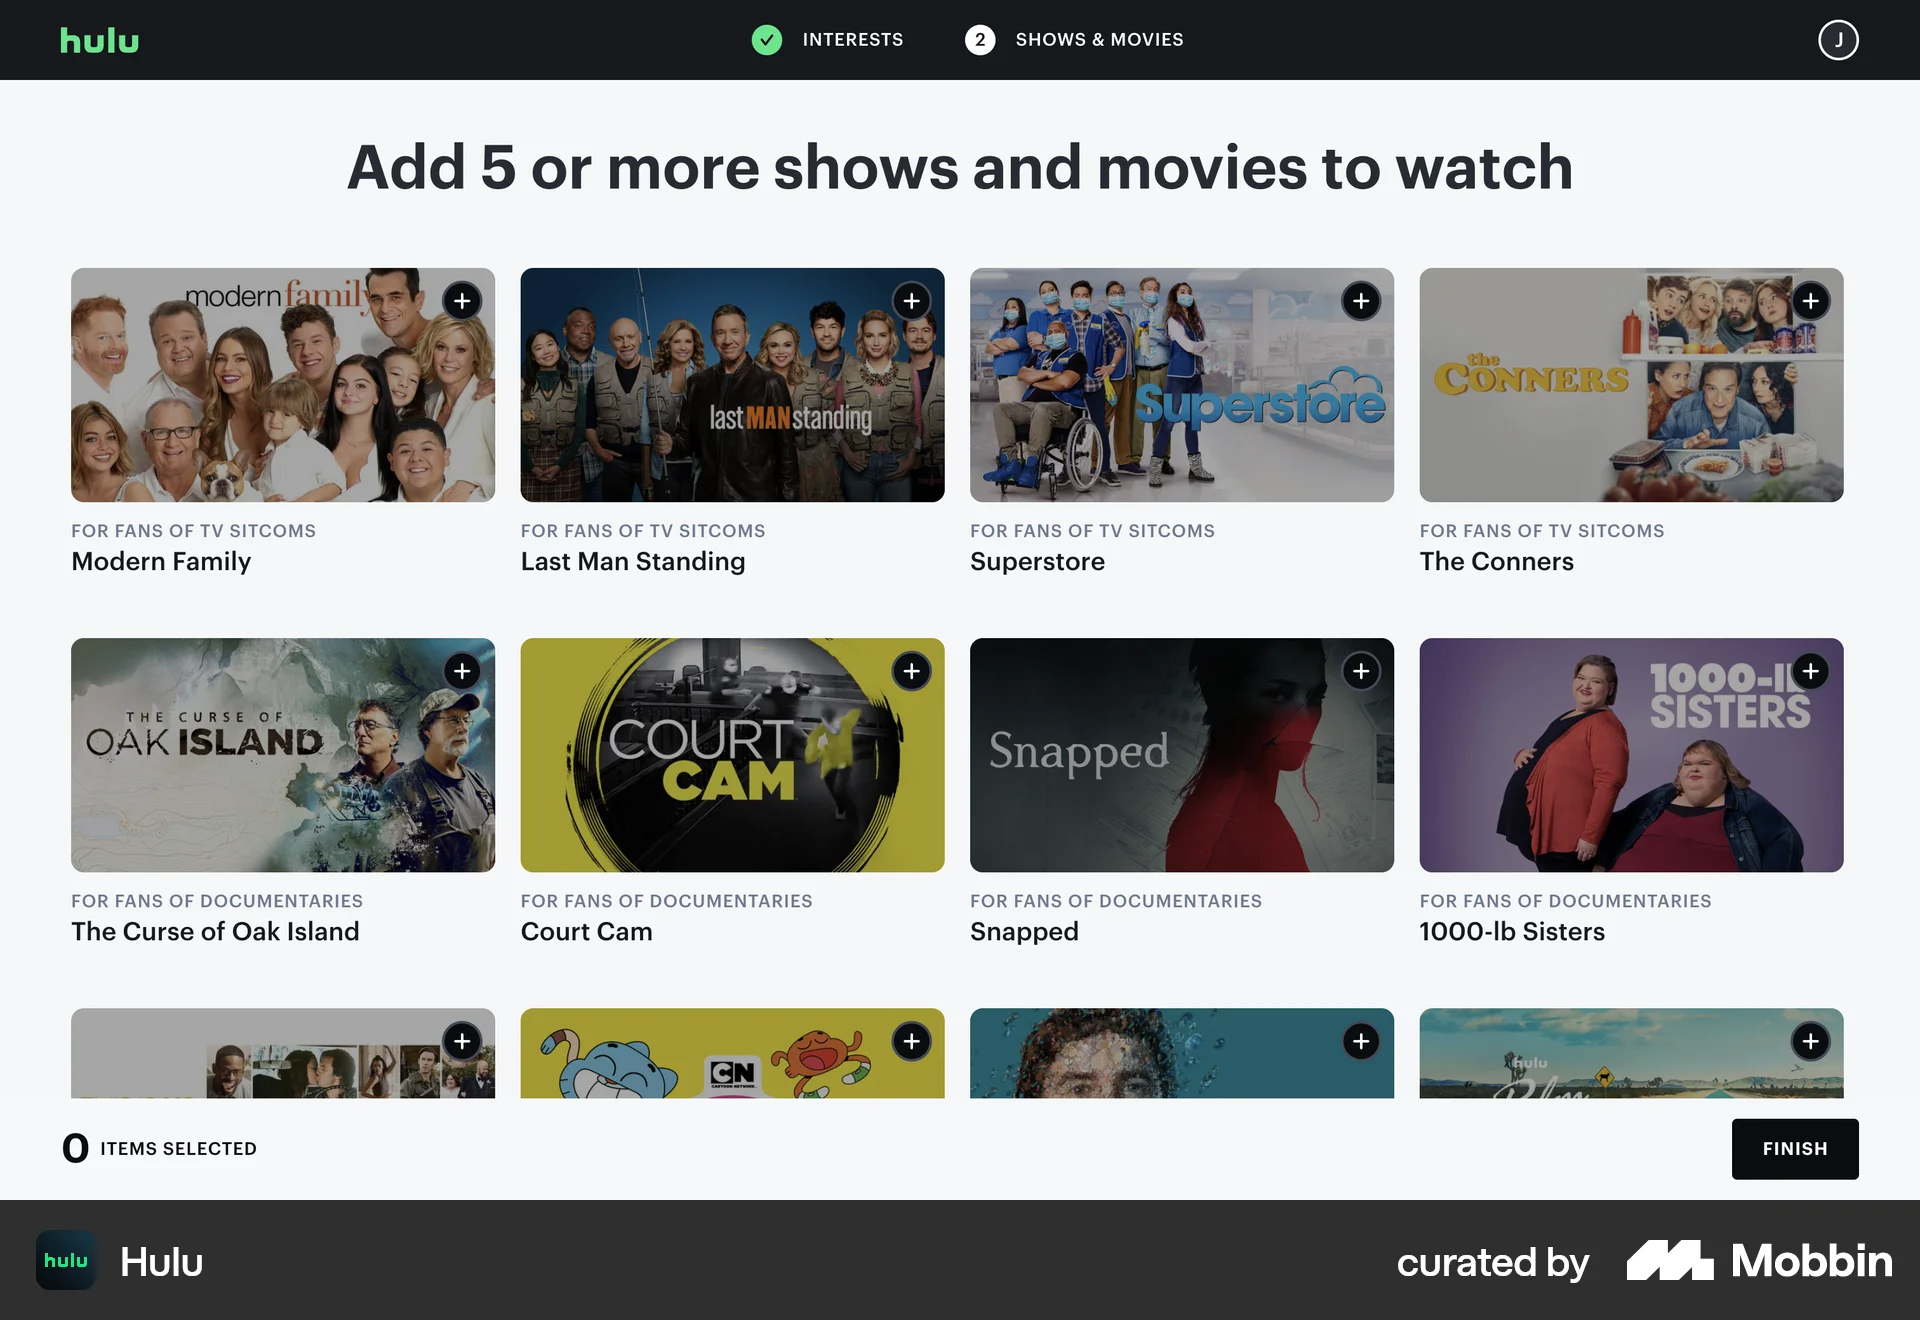 hulu
INTERESTS
2 SHOWS & MOVIES
J
Add 5 or more shows and movies to watch
modern family
last MAN standing
Superstore
the CONNERS
FOR FANS OF TV SITCOMS
Modern Family
FOR FANS OF TV SITCOMS
Last Man Standing
FOR FANS OF TV SITCOMS
Superstore
FOR FANS OF TV SITCOMS
The Conners
THE CURSE OF
OAK ISLAND
COURT
CAM
Snapped
1000-lb
SISTERS
FOR FANS OF DOCUMENTARIES
The Curse of Oak Island
FOR FANS OF DOCUMENTARIES
Court Cam
FOR FANS OF DOCUMENTARIES
Snapped
FOR FANS OF DOCUMENTARIES
1000-lb Sisters
CN
CARTOON NETWORK
hulu
0 ITEMS SELECTED
FINISH
hulu
Hulu
curated by
Mobbin